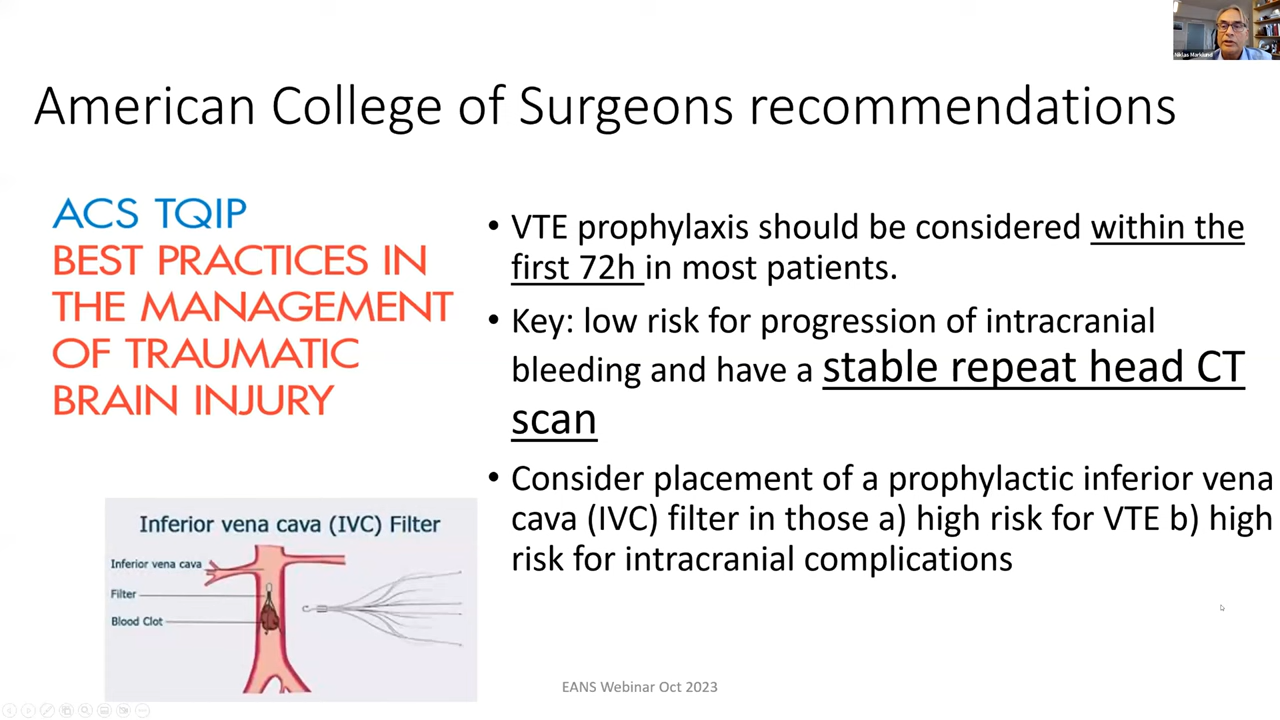 Niklas Marklund
American College of Surgeons recommendations
ACS TQIP
BEST PRACTICES IN
THE MANAGEMENT
OF TRAUMATIC
BRAIN INJURY
• VTE prophylaxis should be considered within the
first 72h in most patients.
• Key: low risk for progression of intracranial
bleeding and have a stable repeat head CT
scan
• Consider placement of a prophylactic inferior vena
cava (IVC) filter in those a) high risk for VTE b) high
risk for intracranial complications
Inferior vena cava (IVC) Filter
Inferior vena cava
Filter
Blood Clot
EANS Webinar Oct 2023